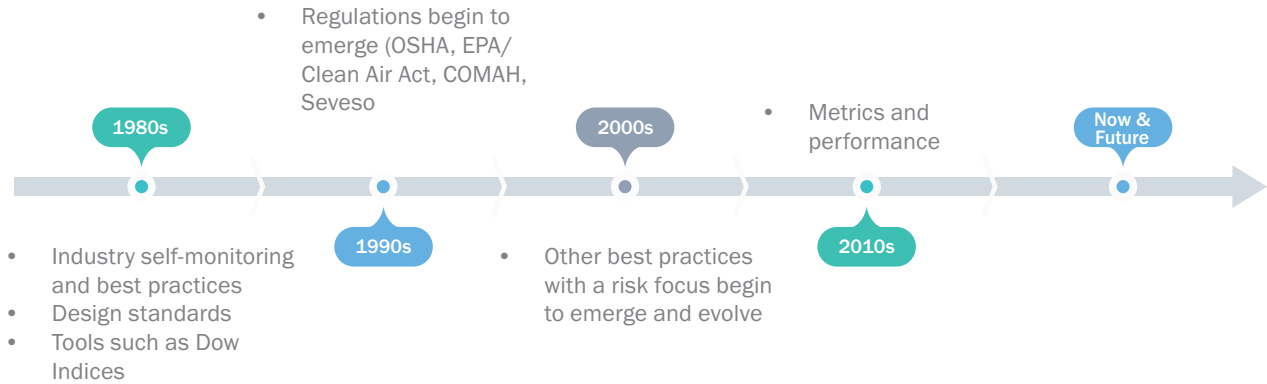 • Regulations begin to
emerge (OSHA, EPA/
Clean Air Act, COMAH,
Seveso
1980s
2000s
• Metrics and
performance
Now &
Future
• Industry self-monitoring
and best practices
• Design standards
• Tools such as Dow
Indices
1990s
• Other best practices
with a risk focus begin
to emerge and evolve
2010s